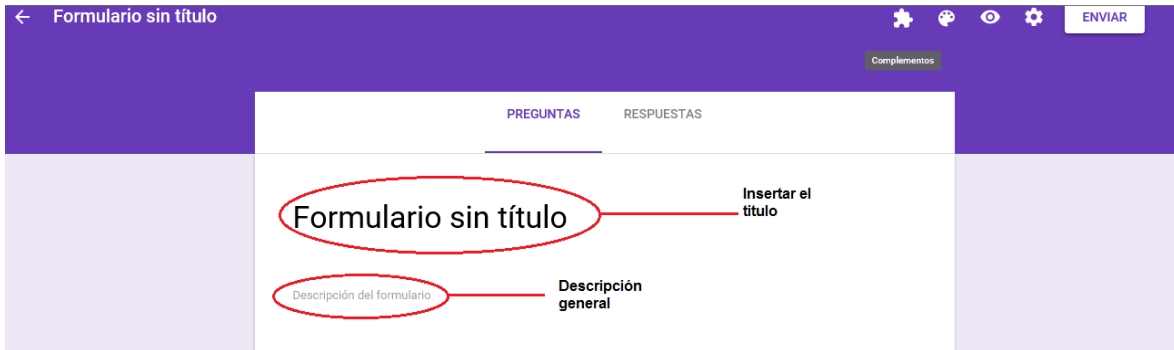 Formulario sin título
ENVIAR
Complementos
PREGUNTAS
RESPUESTAS
Formulario sin título
Insertar el
titulo
Descripción del formulario
Descripción
general